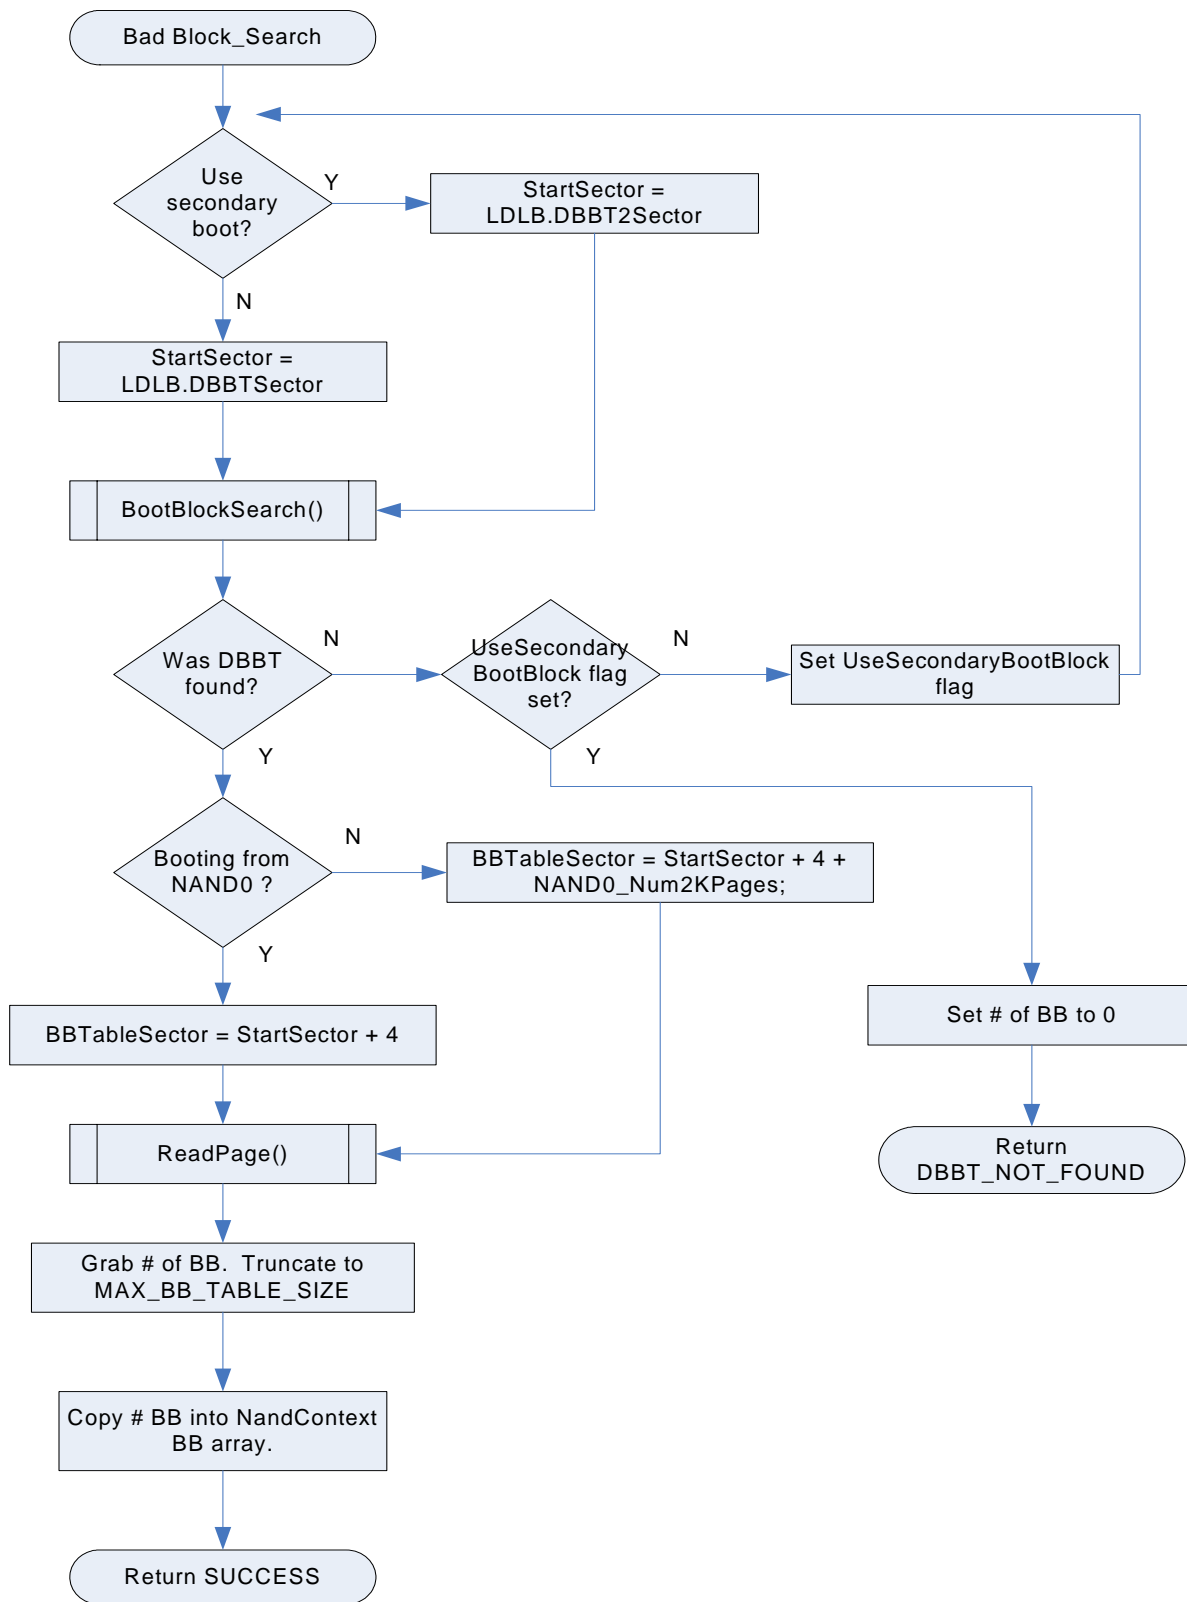 Bad Block_Search
Use
secondary
boot?
Y
StartSector =
LDLB.DBBT2Sector
N
StartSector =
LDLB.DBBTSector
BootBlockSearch()
Was DBBT
found?
N
UseSecondary
BootBlock flag
set?
N
Set UseSecondaryBootBlock
flag
Y
Y
Booting from
NAND0 ?
N
BBTableSector = StartSector + 4 +
NAND0_Num2KPages;
Y
BBTableSector = StartSector + 4
Set # of BB to 0
ReadPage()
Return
DBBT_NOT_FOUND
Grab # of BB.  Truncate to
MAX_BB_TABLE_SIZE
Copy # BB into NandContext
BB array.
Return SUCCESS